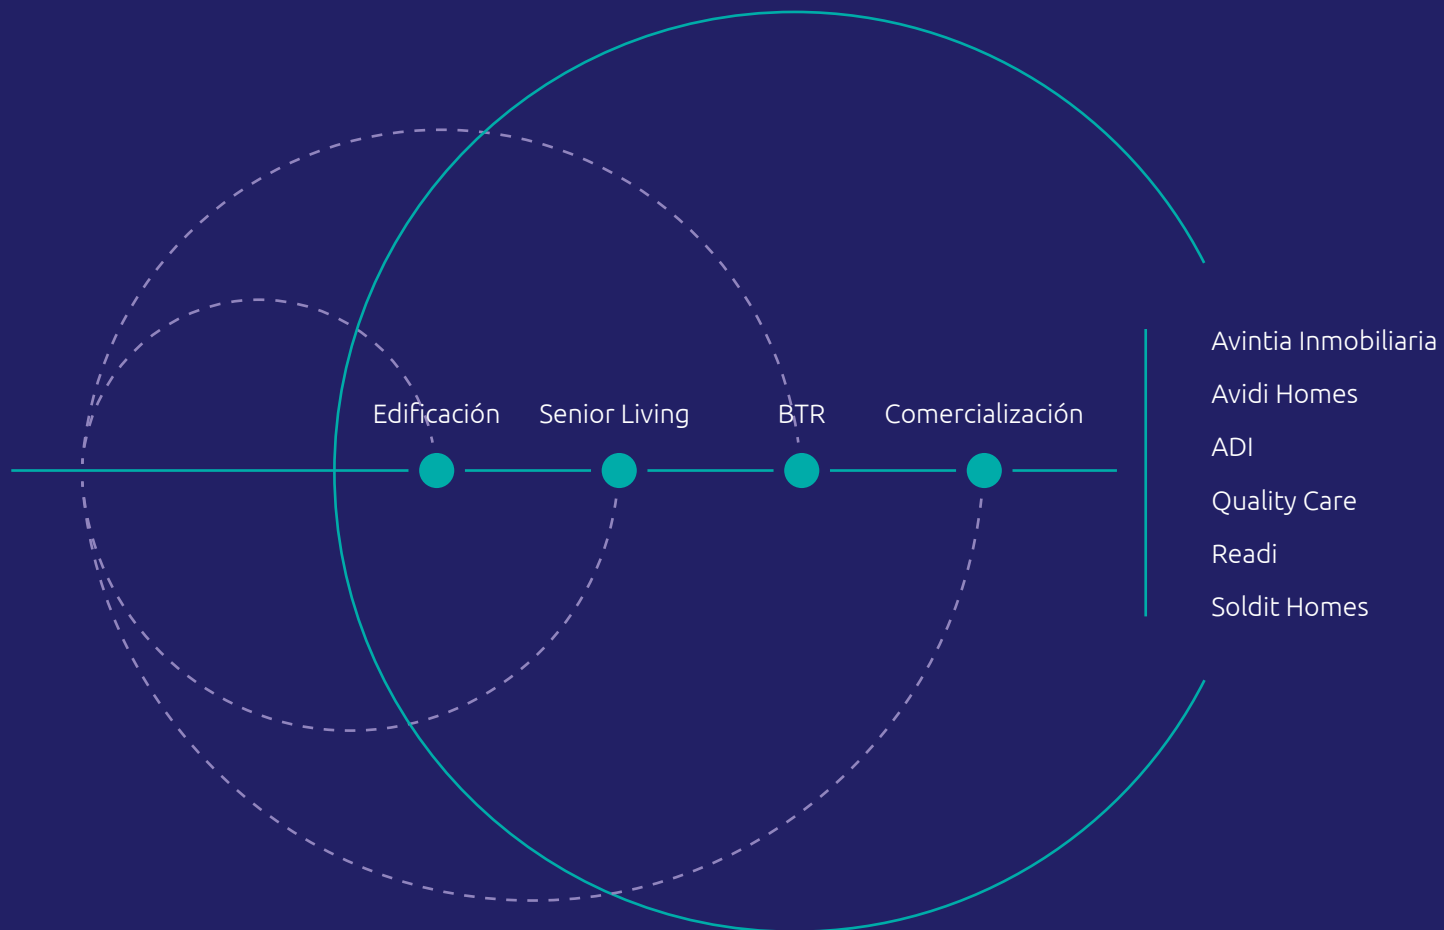 Edificación
Senior Living
BTR
Comercialización
Avintia Inmobiliaria
Avidi Homes
ADI
Quality Care
Readi
Soldit Homes